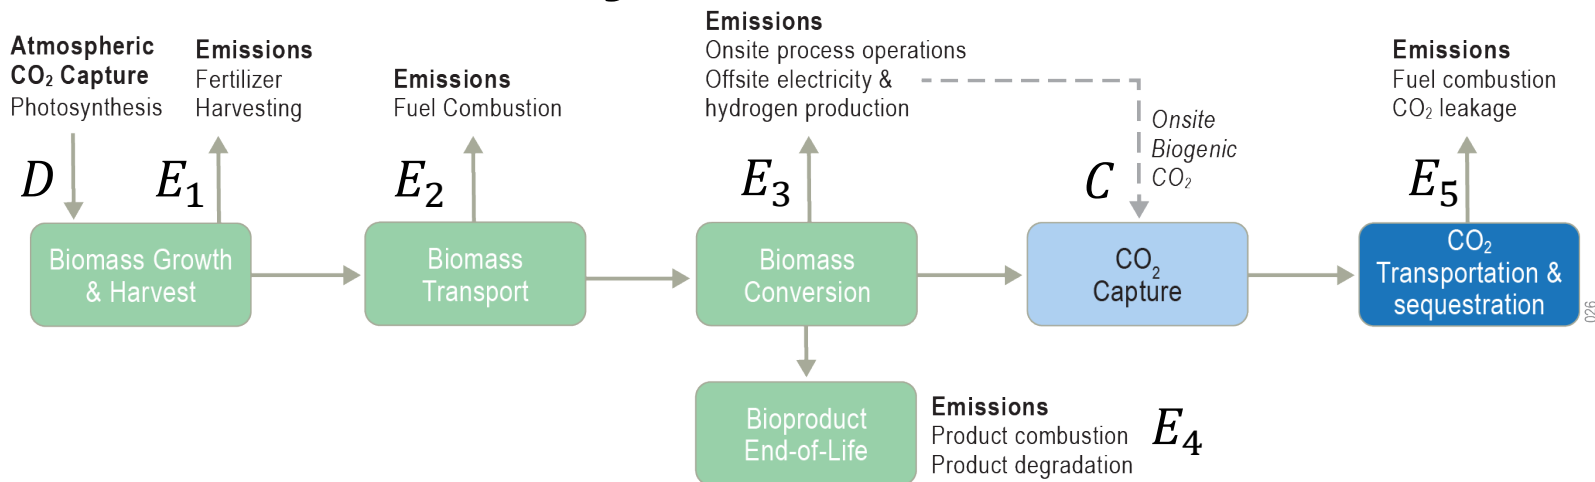 Atmospheric
CO₂ Capture
Photosynthesis
Emissions
Fertilizer
Harvesting
Emissions
Fuel Combustion
Emissions
Onsite process operations
Offsite electricity &
hydrogen production
Onsite
Biogenic
CO₂
Emissions
Fuel combustion
CO₂ leakage
D
E₁
E₂
E₃
C
E₅
Biomass Growth
& Harvest
Biomass
Transport
Biomass
Conversion
CO₂
Capture
CO₂
Transportation &
sequestration
026
Bioproduct
End-of-Life
Emissions
Product combustion
Product degradation
E₄